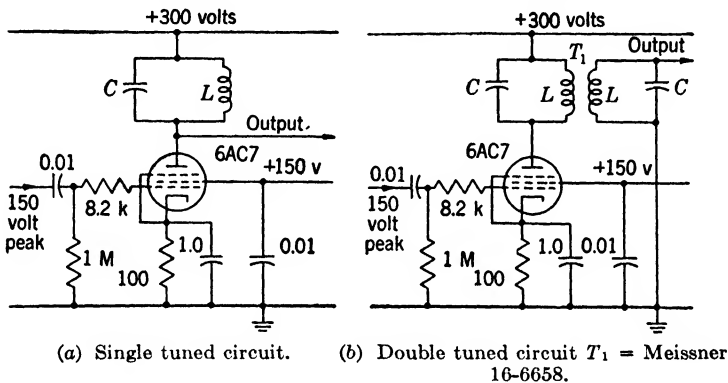 +300 volts
C
L
Output.
6AC7
+150 v
0.01
150
volt
peak
8.2 k
1 M
100
1.0
0.01
(a) Single tuned circuit.
+300 volts
T₁
Output
C
L
L
C
6AC7
+150 v
0.01
150
volt
peak
8.2 k
1 M
100
1.0
0.01
(b) Double tuned circuit T₁ = Meissner
16-6658.